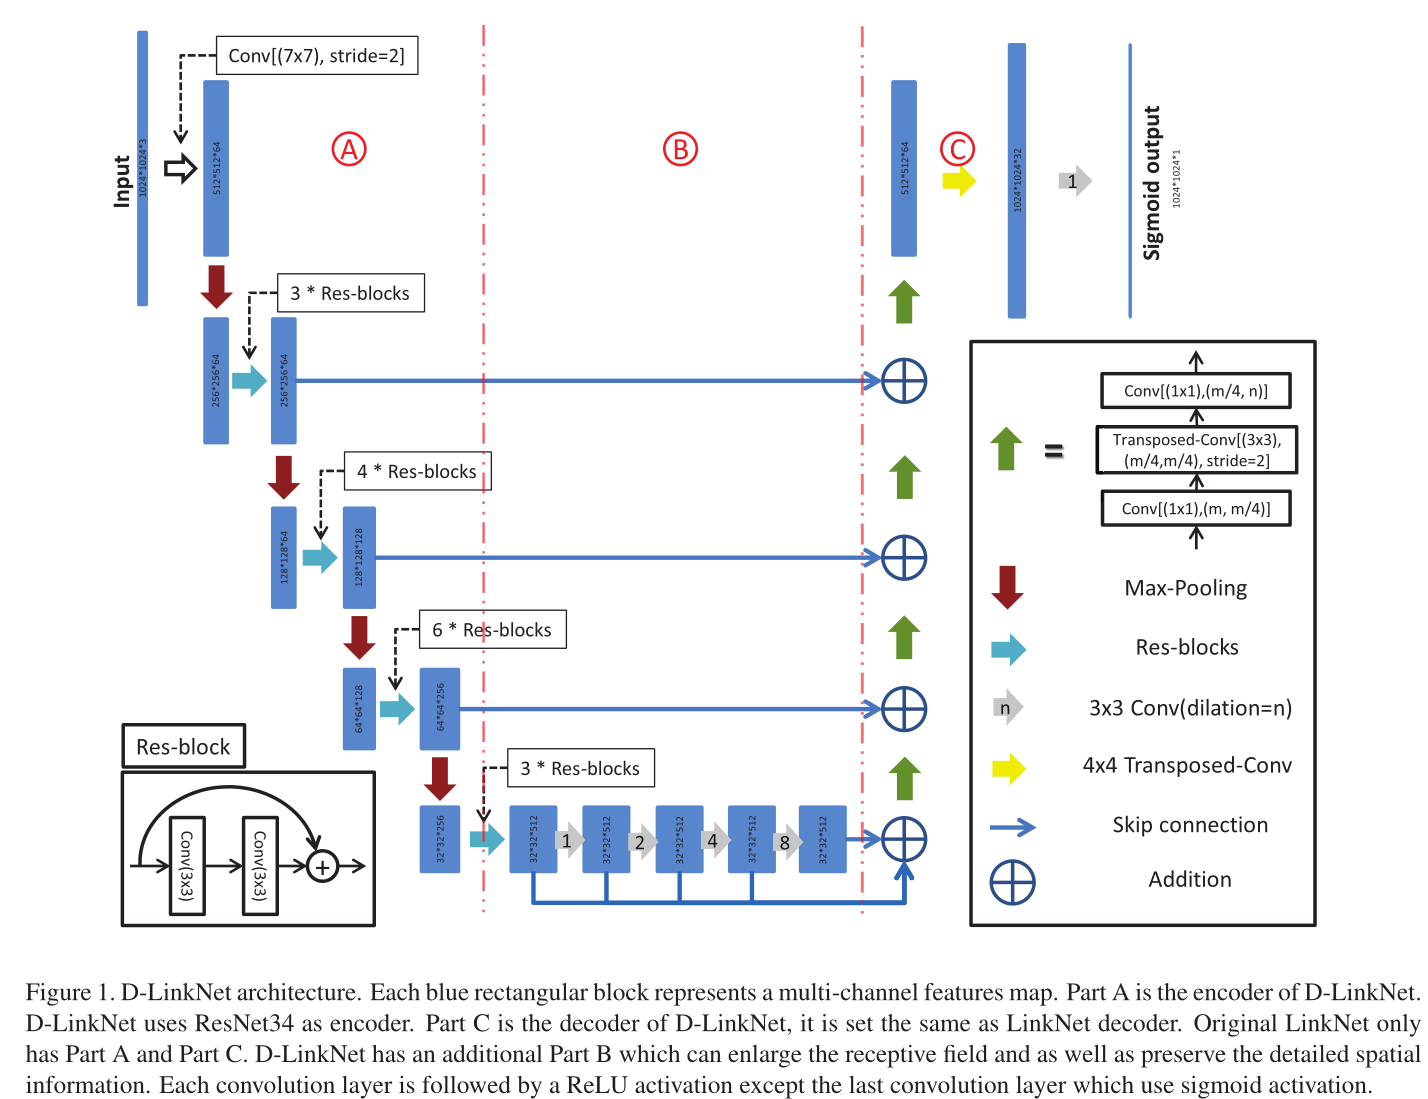 Conv[(7x7), stride=2]
Input
1024*1024*3
512*512*64
A
B
512*512*64
C
1024*1024*32
1
Sigmoid output
1024*1024*1
3 * Res-blocks
256*256*64
256*256*64
4 * Res-blocks
128*128*64
128*128*128
6 * Res-blocks
64*64*128
64*64*256
3 * Res-blocks
32*32*256
32*32*512
1
32*32*512
2
32*32*512
4
32*32*512
8
32*32*512
Res-block
Conv(3x3)
Conv(3x3)
+
=
Conv[(1x1),(m/4, n)]
Transposed-Conv[(3x3),
(m/4,m/4), stride=2]
Conv[(1x1),(m, m/4)]
Max-Pooling
Res-blocks
n
3x3 Conv(dilation=n)
4x4 Transposed-Conv
Skip connection
Addition
Figure 1. D-LinkNet architecture. Each blue rectangular block represents a multi-channel features map. Part A is the encoder of D-LinkNet.
D-LinkNet uses ResNet34 as encoder. Part C is the decoder of D-LinkNet, it is set the same as LinkNet decoder. Original LinkNet only
has Part A and Part C. D-LinkNet has an additional Part B which can enlarge the receptive field and as well as preserve the detailed spatial
information. Each convolution layer is followed by a ReLU activation except the last convolution layer which use sigmoid activation.